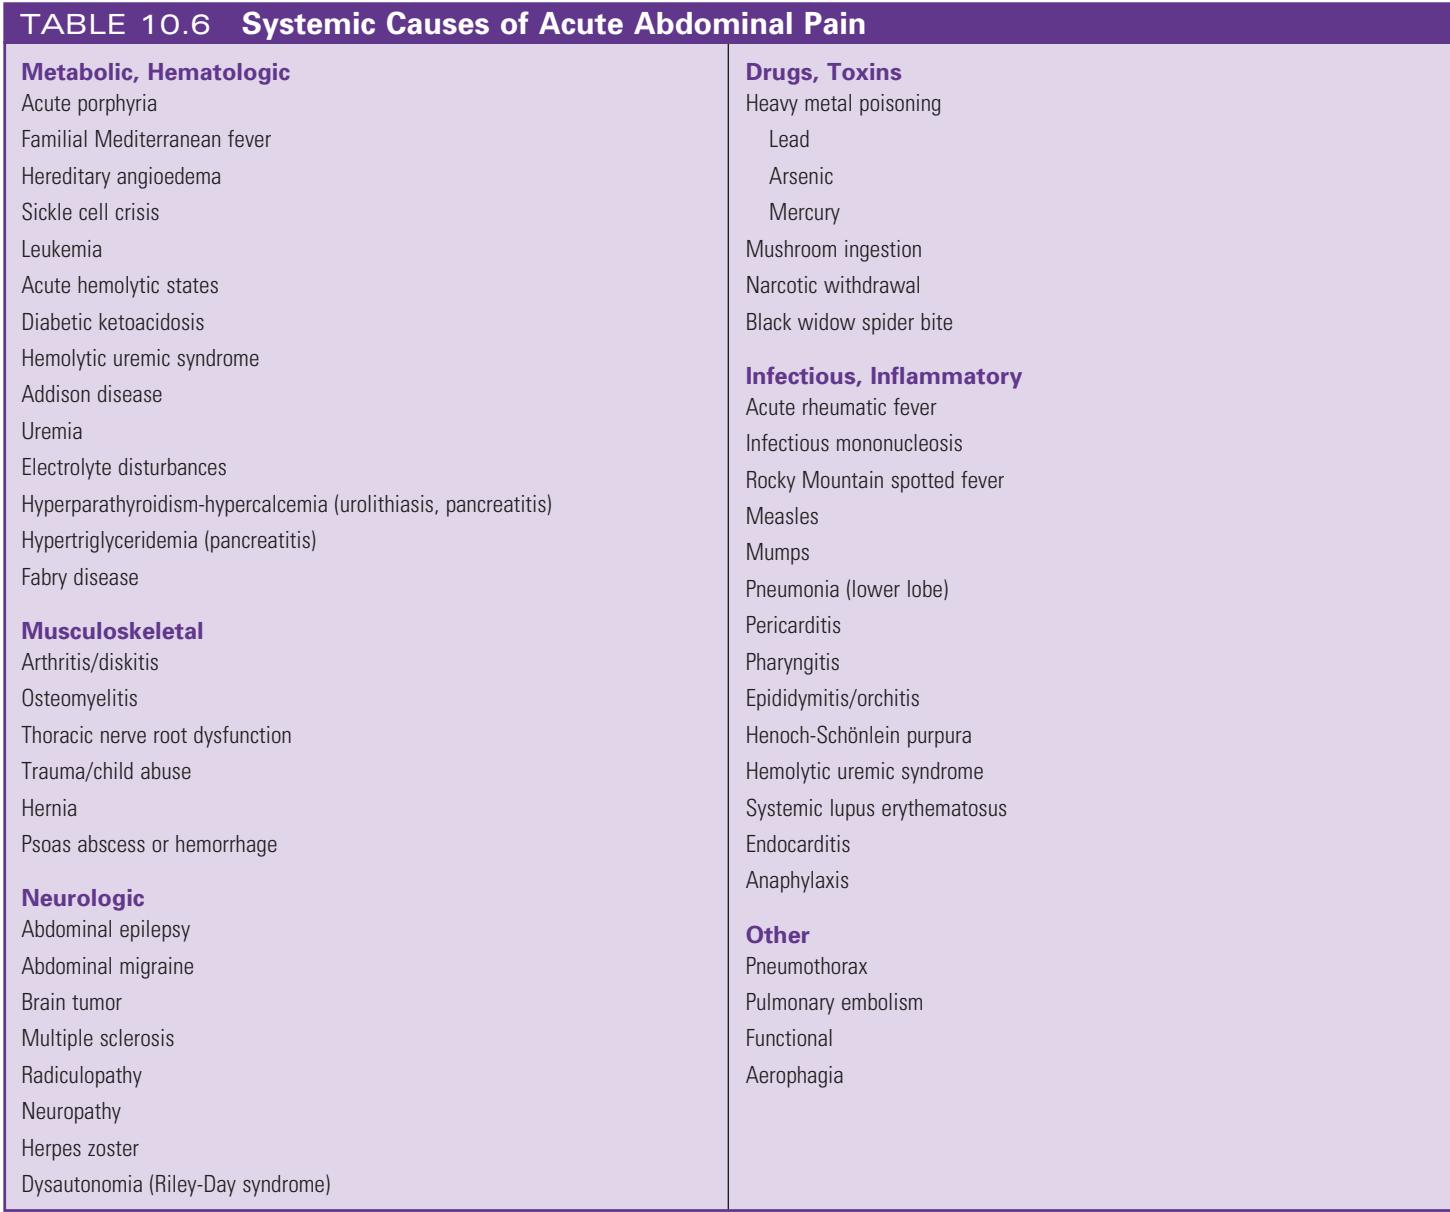 TABLE 10.6 Systemic Causes of Acute Abdominal Pain
Metabolic, Hematologic
Acute porphyria
Familial Mediterranean fever
Hereditary angioedema
Sickle cell crisis
Leukemia
Acute hemolytic states
Diabetic ketoacidosis
Hemolytic uremic syndrome
Addison disease
Uremia
Electrolyte disturbances
Hyperparathyroidism-hypercalcemia (urolithiasis, pancreatitis)
Hypertriglyceridemia (pancreatitis)
Fabry disease
Musculoskeletal
Arthritis/diskitis
Osteomyelitis
Thoracic nerve root dysfunction
Trauma/child abuse
Hernia
Psoas abscess or hemorrhage
Neurologic
Abdominal epilepsy
Abdominal migraine
Brain tumor
Multiple sclerosis
Radiculopathy
Neuropathy
Herpes zoster
Dysautonomia (Riley-Day syndrome)
Drugs, Toxins
Heavy metal poisoning
Lead
Arsenic
Mercury
Mushroom ingestion
Narcotic withdrawal
Black widow spider bite
Infectious, Inflammatory
Acute rheumatic fever
Infectious mononucleosis
Rocky Mountain spotted fever
Measles
Mumps
Pneumonia (lower lobe)
Pericarditis
Pharyngitis
Epididymitis/orchitis
Henoch-Schönlein purpura
Hemolytic uremic syndrome
Systemic lupus erythematosus
Endocarditis
Anaphylaxis
Other
Pneumothorax
Pulmonary embolism
Functional
Aerophagia